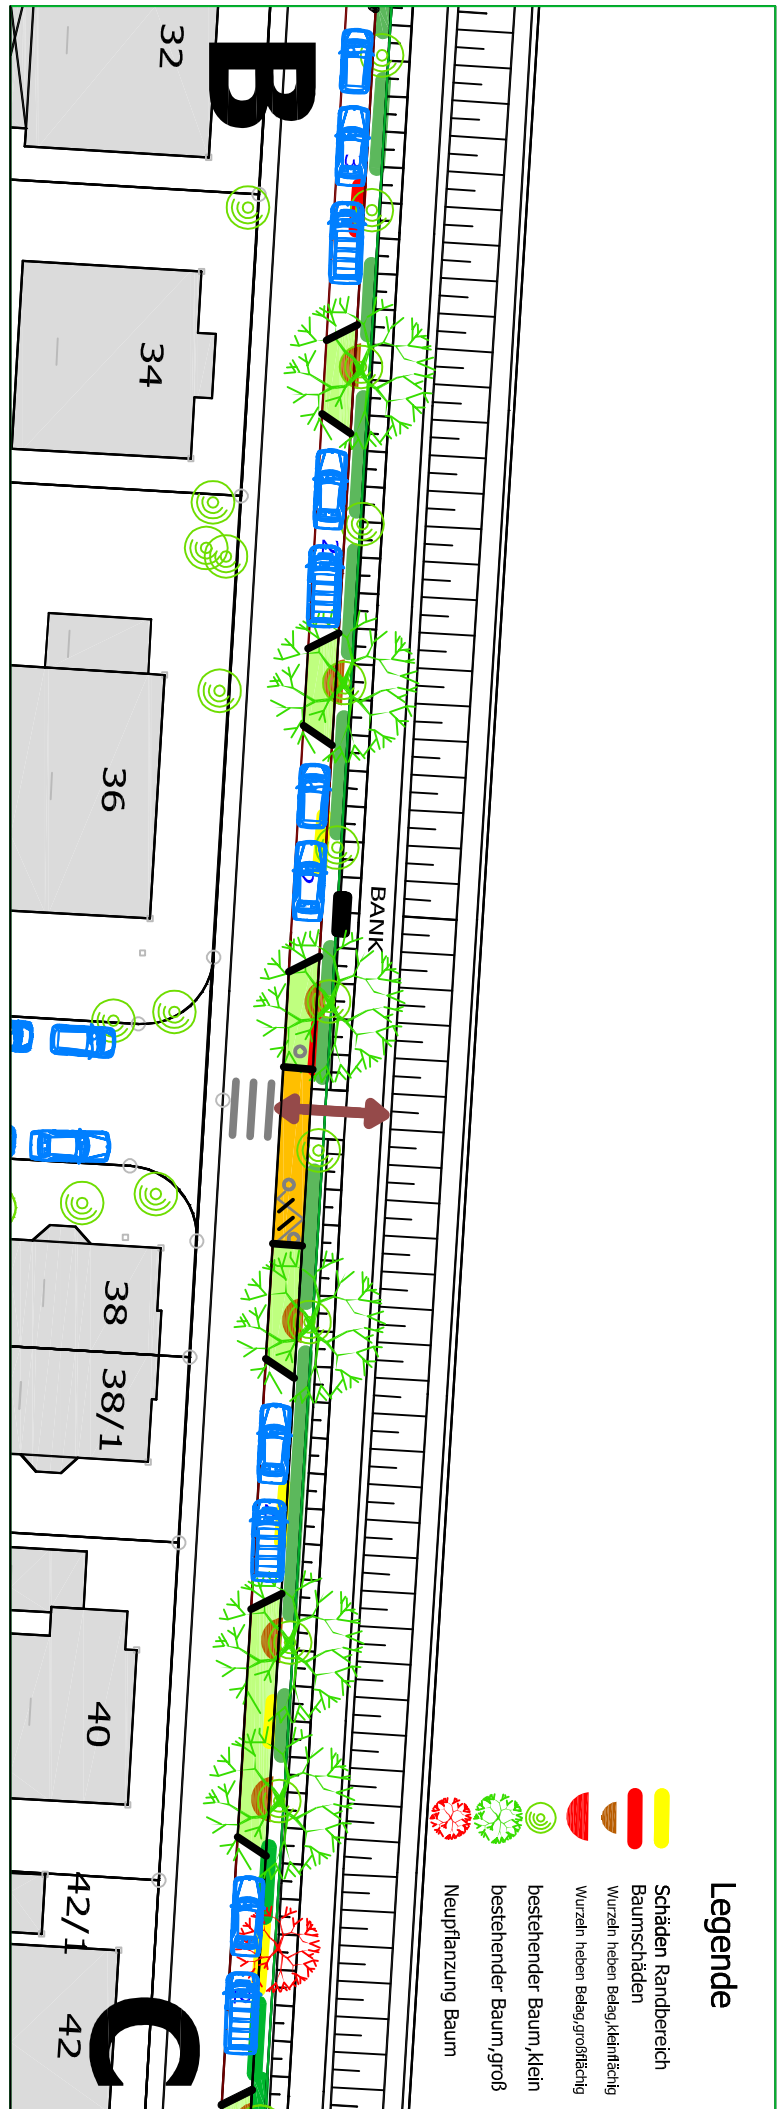 B
32
34
36
BANK
38
38/1
40
42/1
42
C
Legende
Schäden Randbereich
Baumschäden
Wurzeln heben Belag,kleinflächig
Wurzeln heben Belag,großflächig
bestehender Baum,klein
bestehender Baum,groß
Neupflanzung Baum